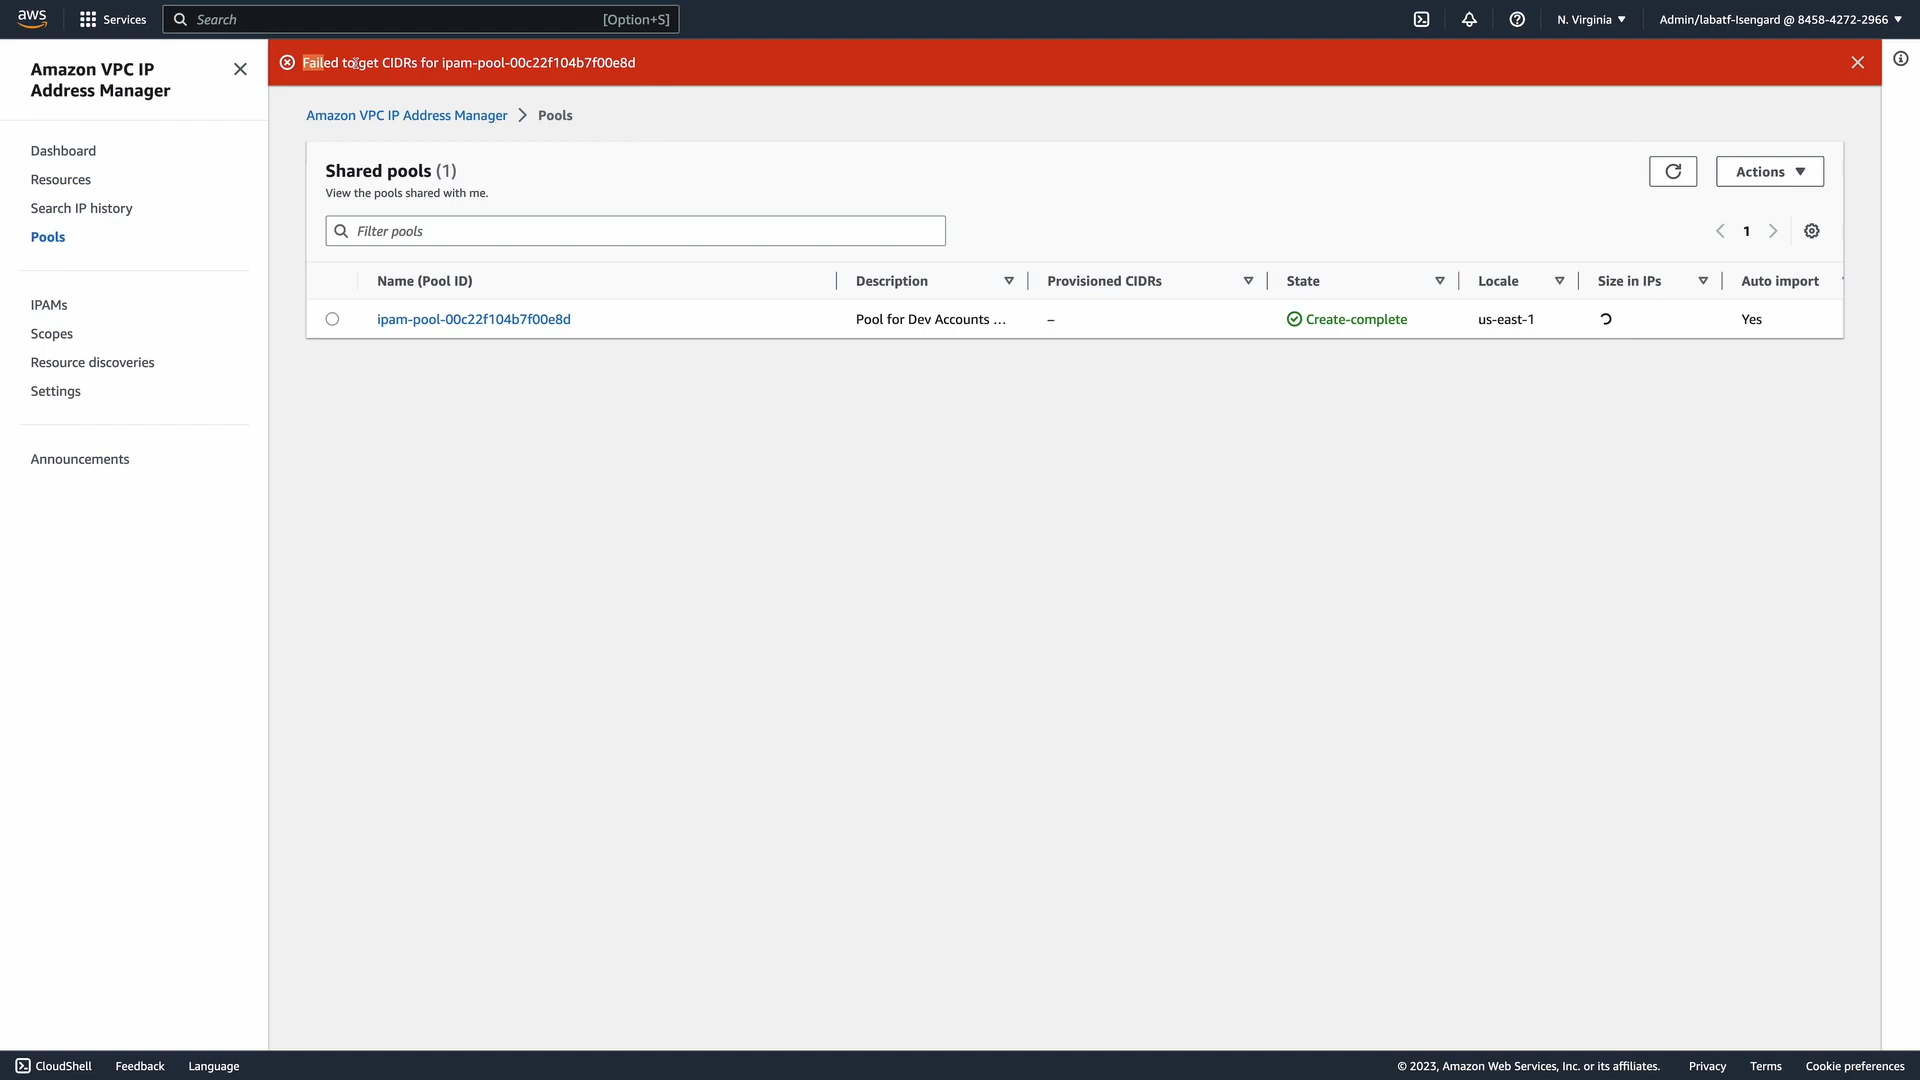 aws
Services
Search
[Option+S]
N. Virginia
Admin/labatf-Isengard @ 8458-4272-2966
Amazon VPC IP
Address Manager
Dashboard
Resources
Search IP history
Pools
IPAMs
Scopes
Resource discoveries
Settings
Announcements
Failed to get CIDRs for ipam-pool-00c22f104b7f00e8d
Amazon VPC IP Address Manager
Pools
Shared pools (1)
View the pools shared with me.
Actions
Filter pools
1
Name (Pool ID)
Description
Provisioned CIDRs
State
Locale
Size in IPs
Auto import
ipam-pool-00c22f104b7f00e8d
Pool for Dev Accounts ...
–
Create-complete
us-east-1
Yes
CloudShell
Feedback
Language
© 2023, Amazon Web Services, Inc. or its affiliates.
Privacy
Terms
Cookie preferences